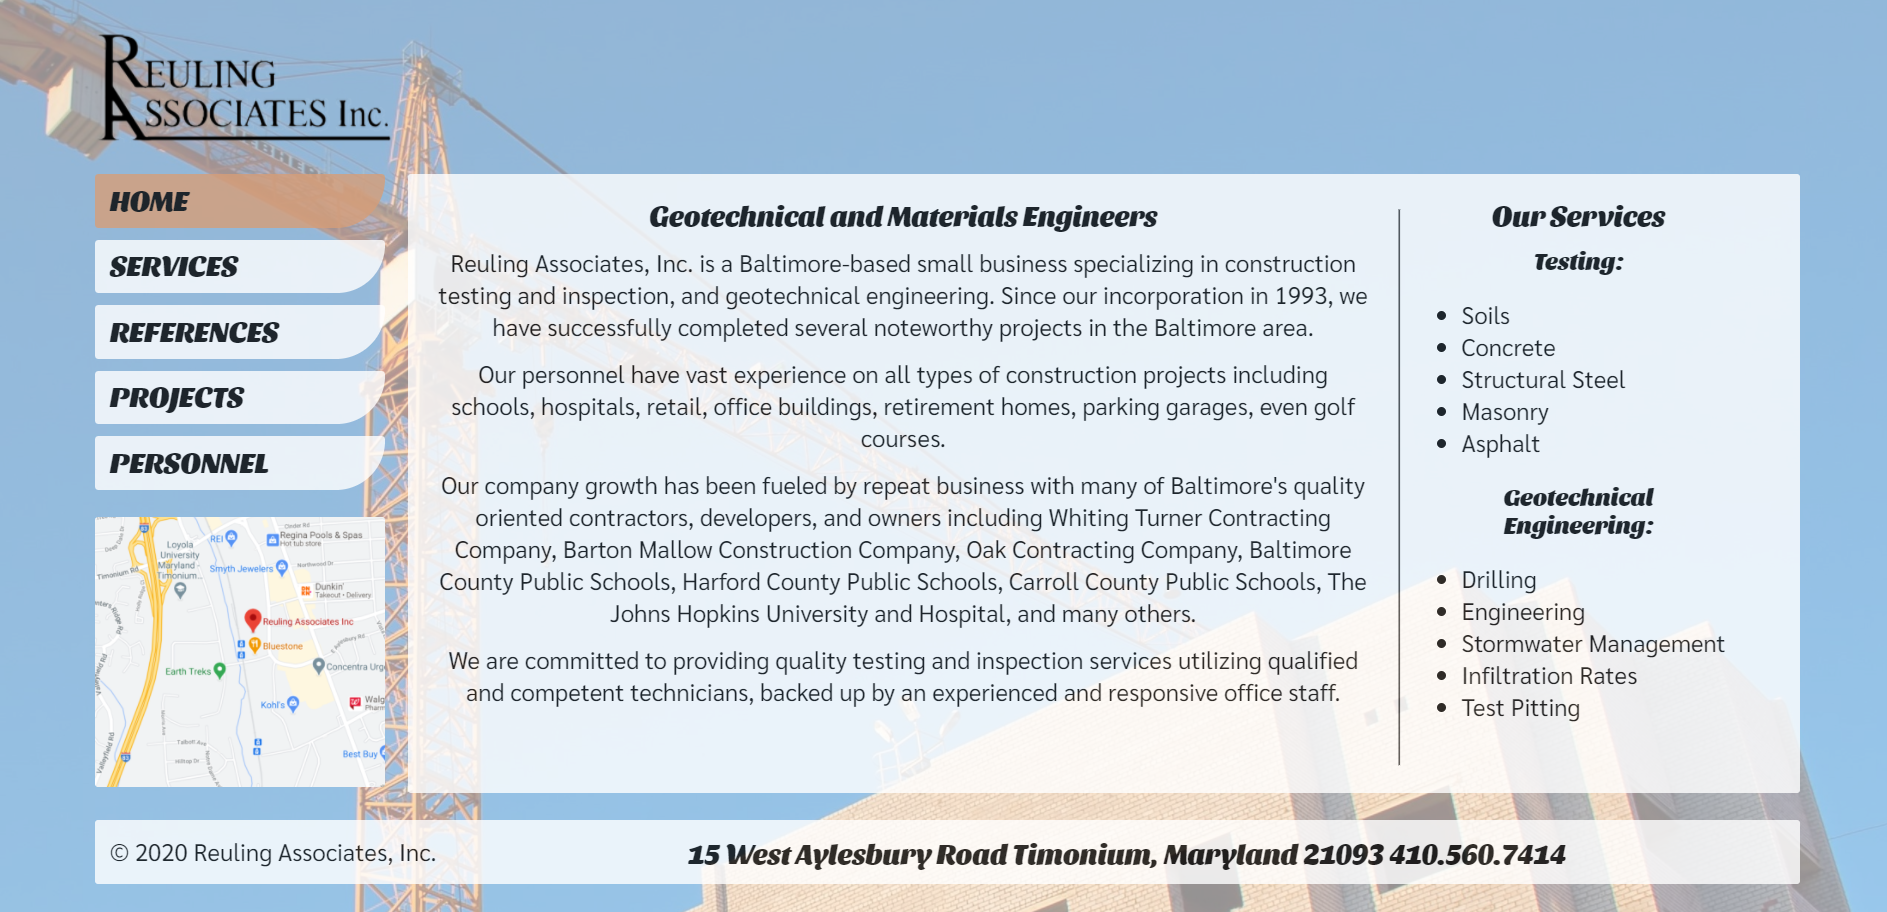 REULING
ASSOCIATES Inc.
HOME
SERVICES
REFERENCES
PROJECTS
PERSONNEL
Geotechnical and Materials Engineers
Reuling Associates, Inc. is a Baltimore-based small business specializing in construction
testing and inspection, and geotechnical engineering. Since our incorporation in 1993, we
have successfully completed several noteworthy projects in the Baltimore area.
Our personnel have vast experience on all types of construction projects including
schools, hospitals, retail, office buildings, retirement homes, parking garages, even golf
courses.
Our company growth has been fueled by repeat business with many of Baltimore's quality
oriented contractors, developers, and owners including Whiting Turner Contracting
Company, Barton Mallow Construction Company, Oak Contracting Company, Baltimore
County Public Schools, Harford County Public Schools, Carroll County Public Schools, The
Johns Hopkins University and Hospital, and many others.
We are committed to providing quality testing and inspection services utilizing qualified
and competent technicians, backed up by an experienced and responsive office staff.
Our Services
Testing:
Soils
Concrete
Structural Steel
Masonry
Asphalt
Geotechnical
Engineering:
Drilling
Engineering
Stormwater Management
Infiltration Rates
Test Pitting
Cinder Rd
REI
Regina Pools & Spas
Hot tub store
Loyola
University
Maryland -
Timonium...
Northwood Dr
Smyth Jewelers
Timonium Rd
Dunkin'
Takeout • Delivery
Reuling Associates Inc
Bluestone
E Aylesbury Rd
Earth Treks
Concentra Urge
Kohl's
Walg
Pharm
Talbott Ave
Hilltop Dr
Best Buy
Valleyfield Rd
83
© 2020 Reuling Associates, Inc.
15 West Aylesbury Road Timonium, Maryland 21093 410.560.7414